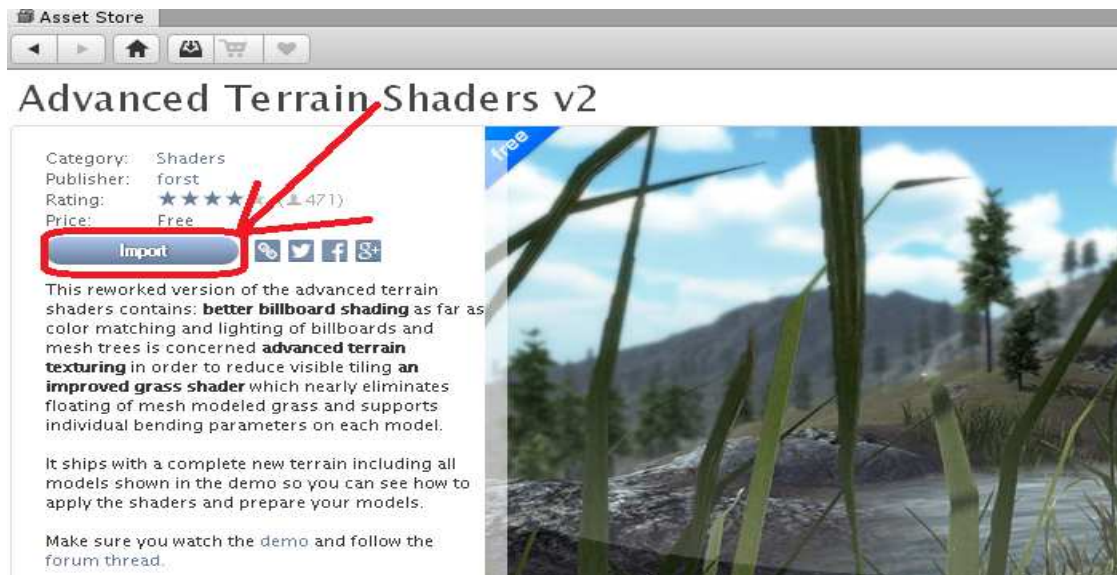 Asset Store
Advanced Terrain Shaders v2
free
Category: Shaders
Publisher: forst
Rating: ★★★★★ (471)
Price: Free
Import
This reworked version of the advanced terrain
shaders contains: better billboard shading as far as
color matching and lighting of billboards and
mesh trees is concerned advanced terrain
texturing in order to reduce visible tiling an
improved grass shader which nearly eliminates
floating of mesh modeled grass and supports
individual bending parameters on each model.
It ships with a complete new terrain including all
models shown in the demo so you can see how to
apply the shaders and prepare your models.
Make sure you watch the demo and follow the
forum thread.